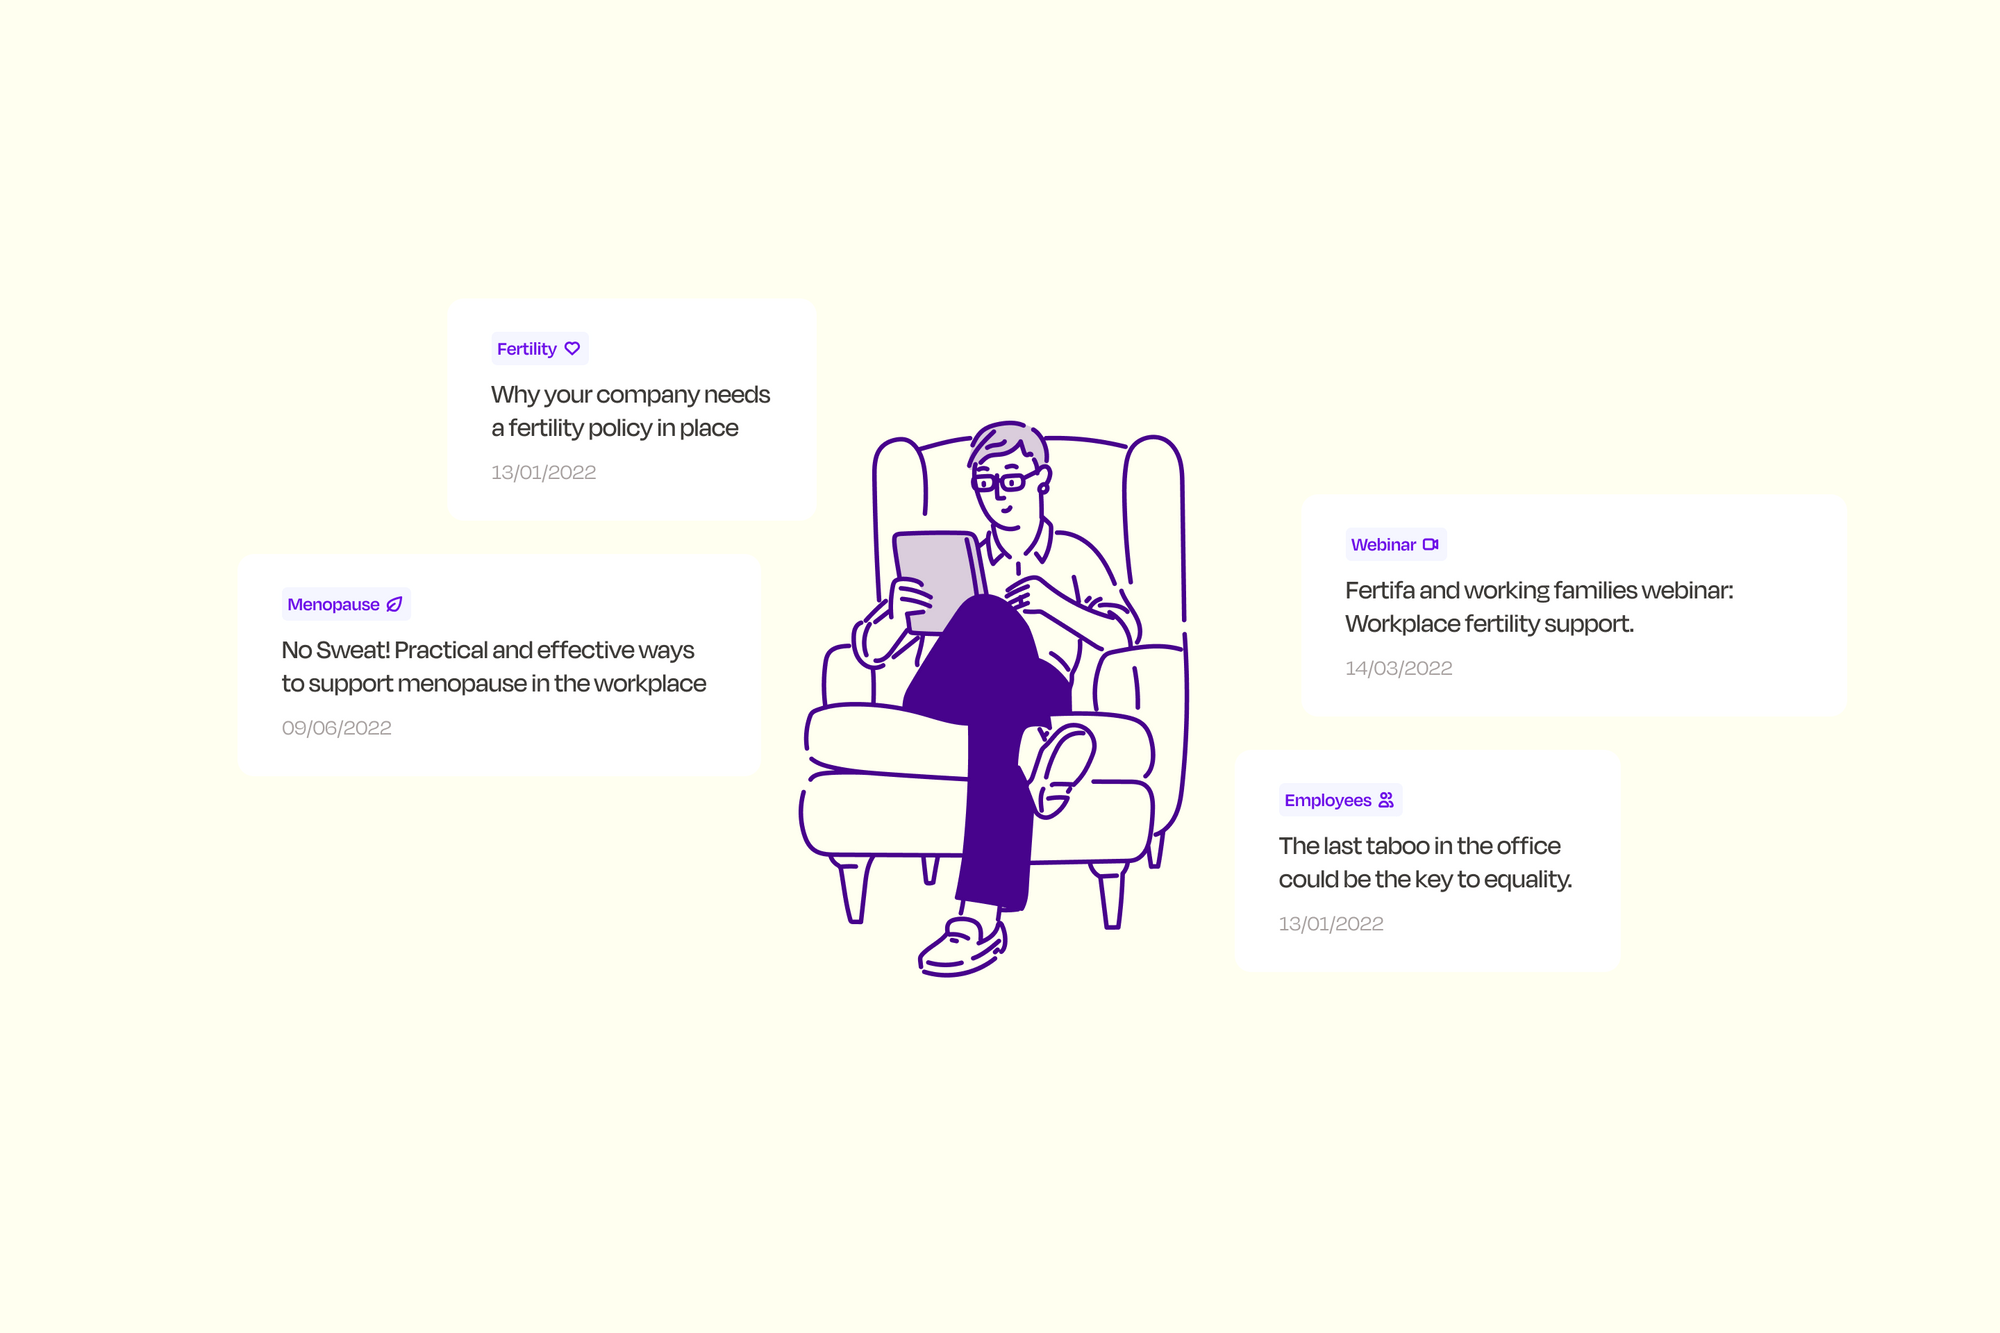 Fertility
Why your company needs
a fertility policy in place
13/01/2022
Menopause
No Sweat! Practical and effective ways
to support menopause in the workplace
09/06/2022
Webinar
Fertifa and working families webinar:
Workplace fertility support.
14/03/2022
Employees
The last taboo in the office
could be the key to equality.
13/01/2022